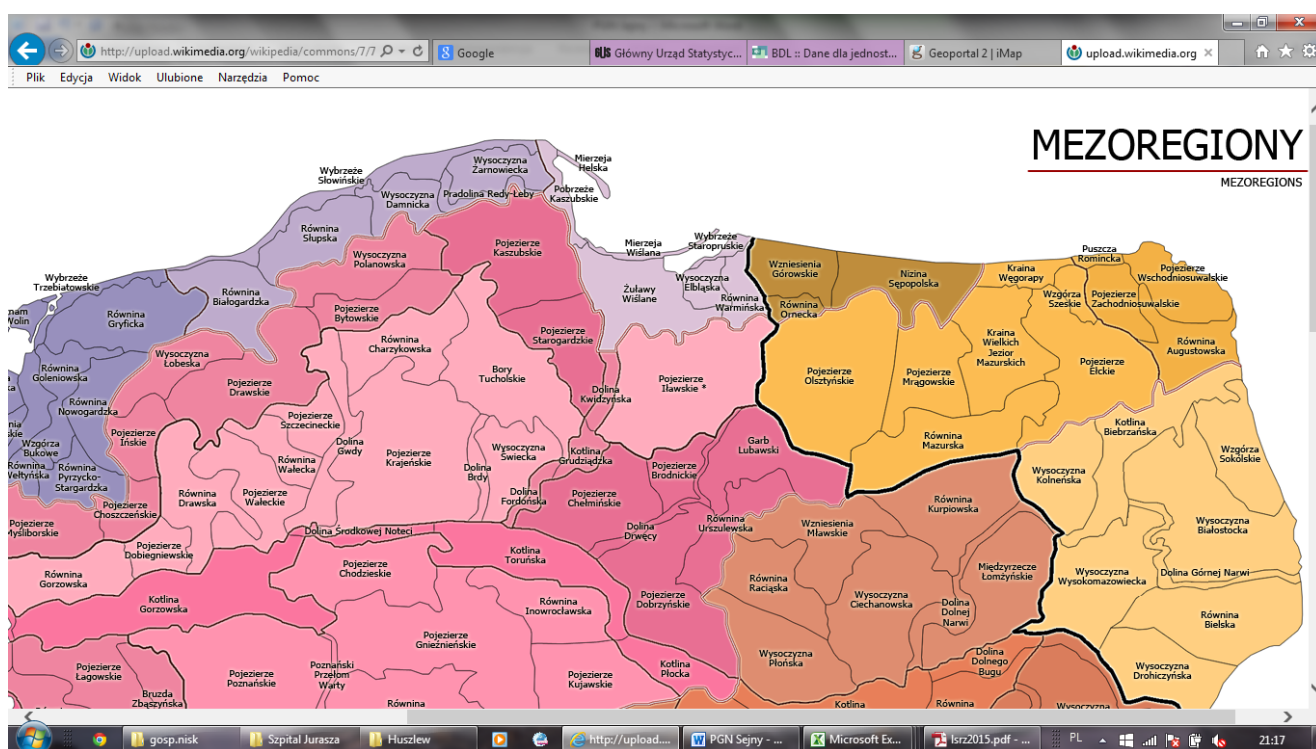 http://upload.wikimedia.org/wikipedia/commons/7/7
Google
GUS Główny Urząd Statystyc...
BDL :: Dane dla jednost...
Geoportal 2 | iMap
upload.wikimedia.org
Plik Edycja Widok Ulubione Narzędzia Pomoc
MEZOREGIONY
MEZOREGIONS
Wybrzeże
Słowińskie
Wysoczyzna
Żarnowiecka
Mierzeja
Helska
Wysoczyzna
Damnicka
Pradolina Redy-Łeby
Pobrzeże
Kaszubskie
Równina
Słupska
Wysoczyzna
Polanowska
Pojezierze
Kaszubskie
Mierzeja
Wiślana
Wybrzeże
Staropruskie
Wybrzeże
Trzebiatowskie
Równina
Białogardzka
Żuławy
Wiślane
Wysoczyzna
Elbląska
Równina
Warmińska
Wzniesienia
Górowskie
Nizina
Sępopolska
Równina
Ornecka
Kraina
Węgorapy
Puszcza
Romincka
Pojezierze
Wschodniosuwalskie
Wzgórza
Szeskie
Pojezierze
Zachodniosuwalskie
Wolin
Równina
Gryficka
Pojezierze
Bytowskie
Równina
Charzykowska
Pojezierze
Starogardzkie
Kraina
Wielkich
Jezior
Mazurskich
Równina
Augustowska
Wysoczyzna
Łobeska
Równina
Goleniowska
Pojezierze
Drawskie
Bory
Tucholskie
Dolina
Kwidzyńska
Pojezierze
Iławskie *
Pojezierze
Olsztyńskie
Pojezierze
Mrągowskie
Pojezierze
Ełckie
Równina
Nowogardzka
Pojezierze
Ińskie
Pojezierze
Szczecineckie
Dolina
Gwdy
Wzgórza
Bukowe
Równina
Wełtyńska
Równina
Pyrzycko-
Stargardzka
Równina
Wałecka
Pojezierze
Krajeńskie
Dolina
Brdy
Wysoczyzna
Świecka
Kotlina
Grudziądzka
Pojezierze
Brodnickie
Garb
Lubawski
Równina
Mazurska
Kotlina
Biebrzańska
Wysoczyzna
Kolneńska
Wzgórza
Sokólskie
Równina
Drawska
Pojezierze
Wałeckie
Dolina
Fordońska
Pojezierze
Chełmińskie
Równina
Kurpiowska
Pojezierze
Choszczeńskie
Pojezierze
Myśliborskie
Dolina Środkowej Noteci
Dolina
Drwęcy
Równina
Urszulewska
Wzniesienia
Mławskie
Wysoczyzna
Białostocka
Pojezierze
Dobiegniewskie
Pojezierze
Chodzieskie
Kotlina
Toruńska
Międzyrzecze
Łomżyńskie
Wysoczyzna
Wysokomazowiecka
Dolina Górnej Narwi
Równina
Gorzowska
Kotlina
Gorzowska
Równina
Inowrocławska
Pojezierze
Dobrzyńskie
Równina
Raciąska
Wysoczyzna
Ciechanowska
Dolina
Dolnej
Narwi
Równina
Bielska
Pojezierze
Gnieźnieńskie
Wysoczyzna
Płońska
Dolina
Dolnego
Bugu
Wysoczyzna
Drohiczyńska
Pojezierze
Łagowskie
Bruzda
Zbąszyńska
Pojezierze
Poznańskie
Poznański
Przełom
Warty
Równina
Pojezierze
Kujawskie
Kotlina
Płocka
Kotlina
Równina
Wysoczyzna
gosp.nisk
Szpital Jurasza
Huszlew
http://upload....
PGN Sejny - ...
Microsoft Ex...
lsrz2015.pdf - ...
PL
21:17